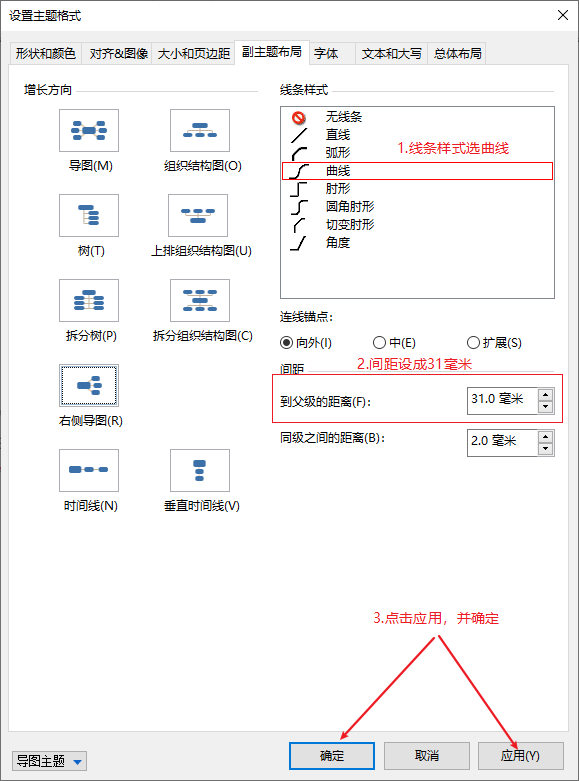 设置主题格式
形状和颜色 对齐&图像 大小和页边距 副主题布局 字体 文本和大写 总体布局
增长方向
导图(M) 组织结构图(O)
树(T) 上排组织结构图(U)
拆分树(P) 拆分组织结构图(C)
右侧导图(R)
时间线(N) 垂直时间线(V)
线条样式
无线条
直线
弧形
1.线条样式选曲线
曲线
肘形
圆角肘形
切变肘形
角度
连线锚点:
向外(I) 中(E) 扩展(S)
2.间距设成31毫米
间距
到父级的距离(F): 31.0 毫米
同级之间的距离(B): 2.0 毫米
3.点击应用，并确定
导图主题 确定 取消 应用(Y)